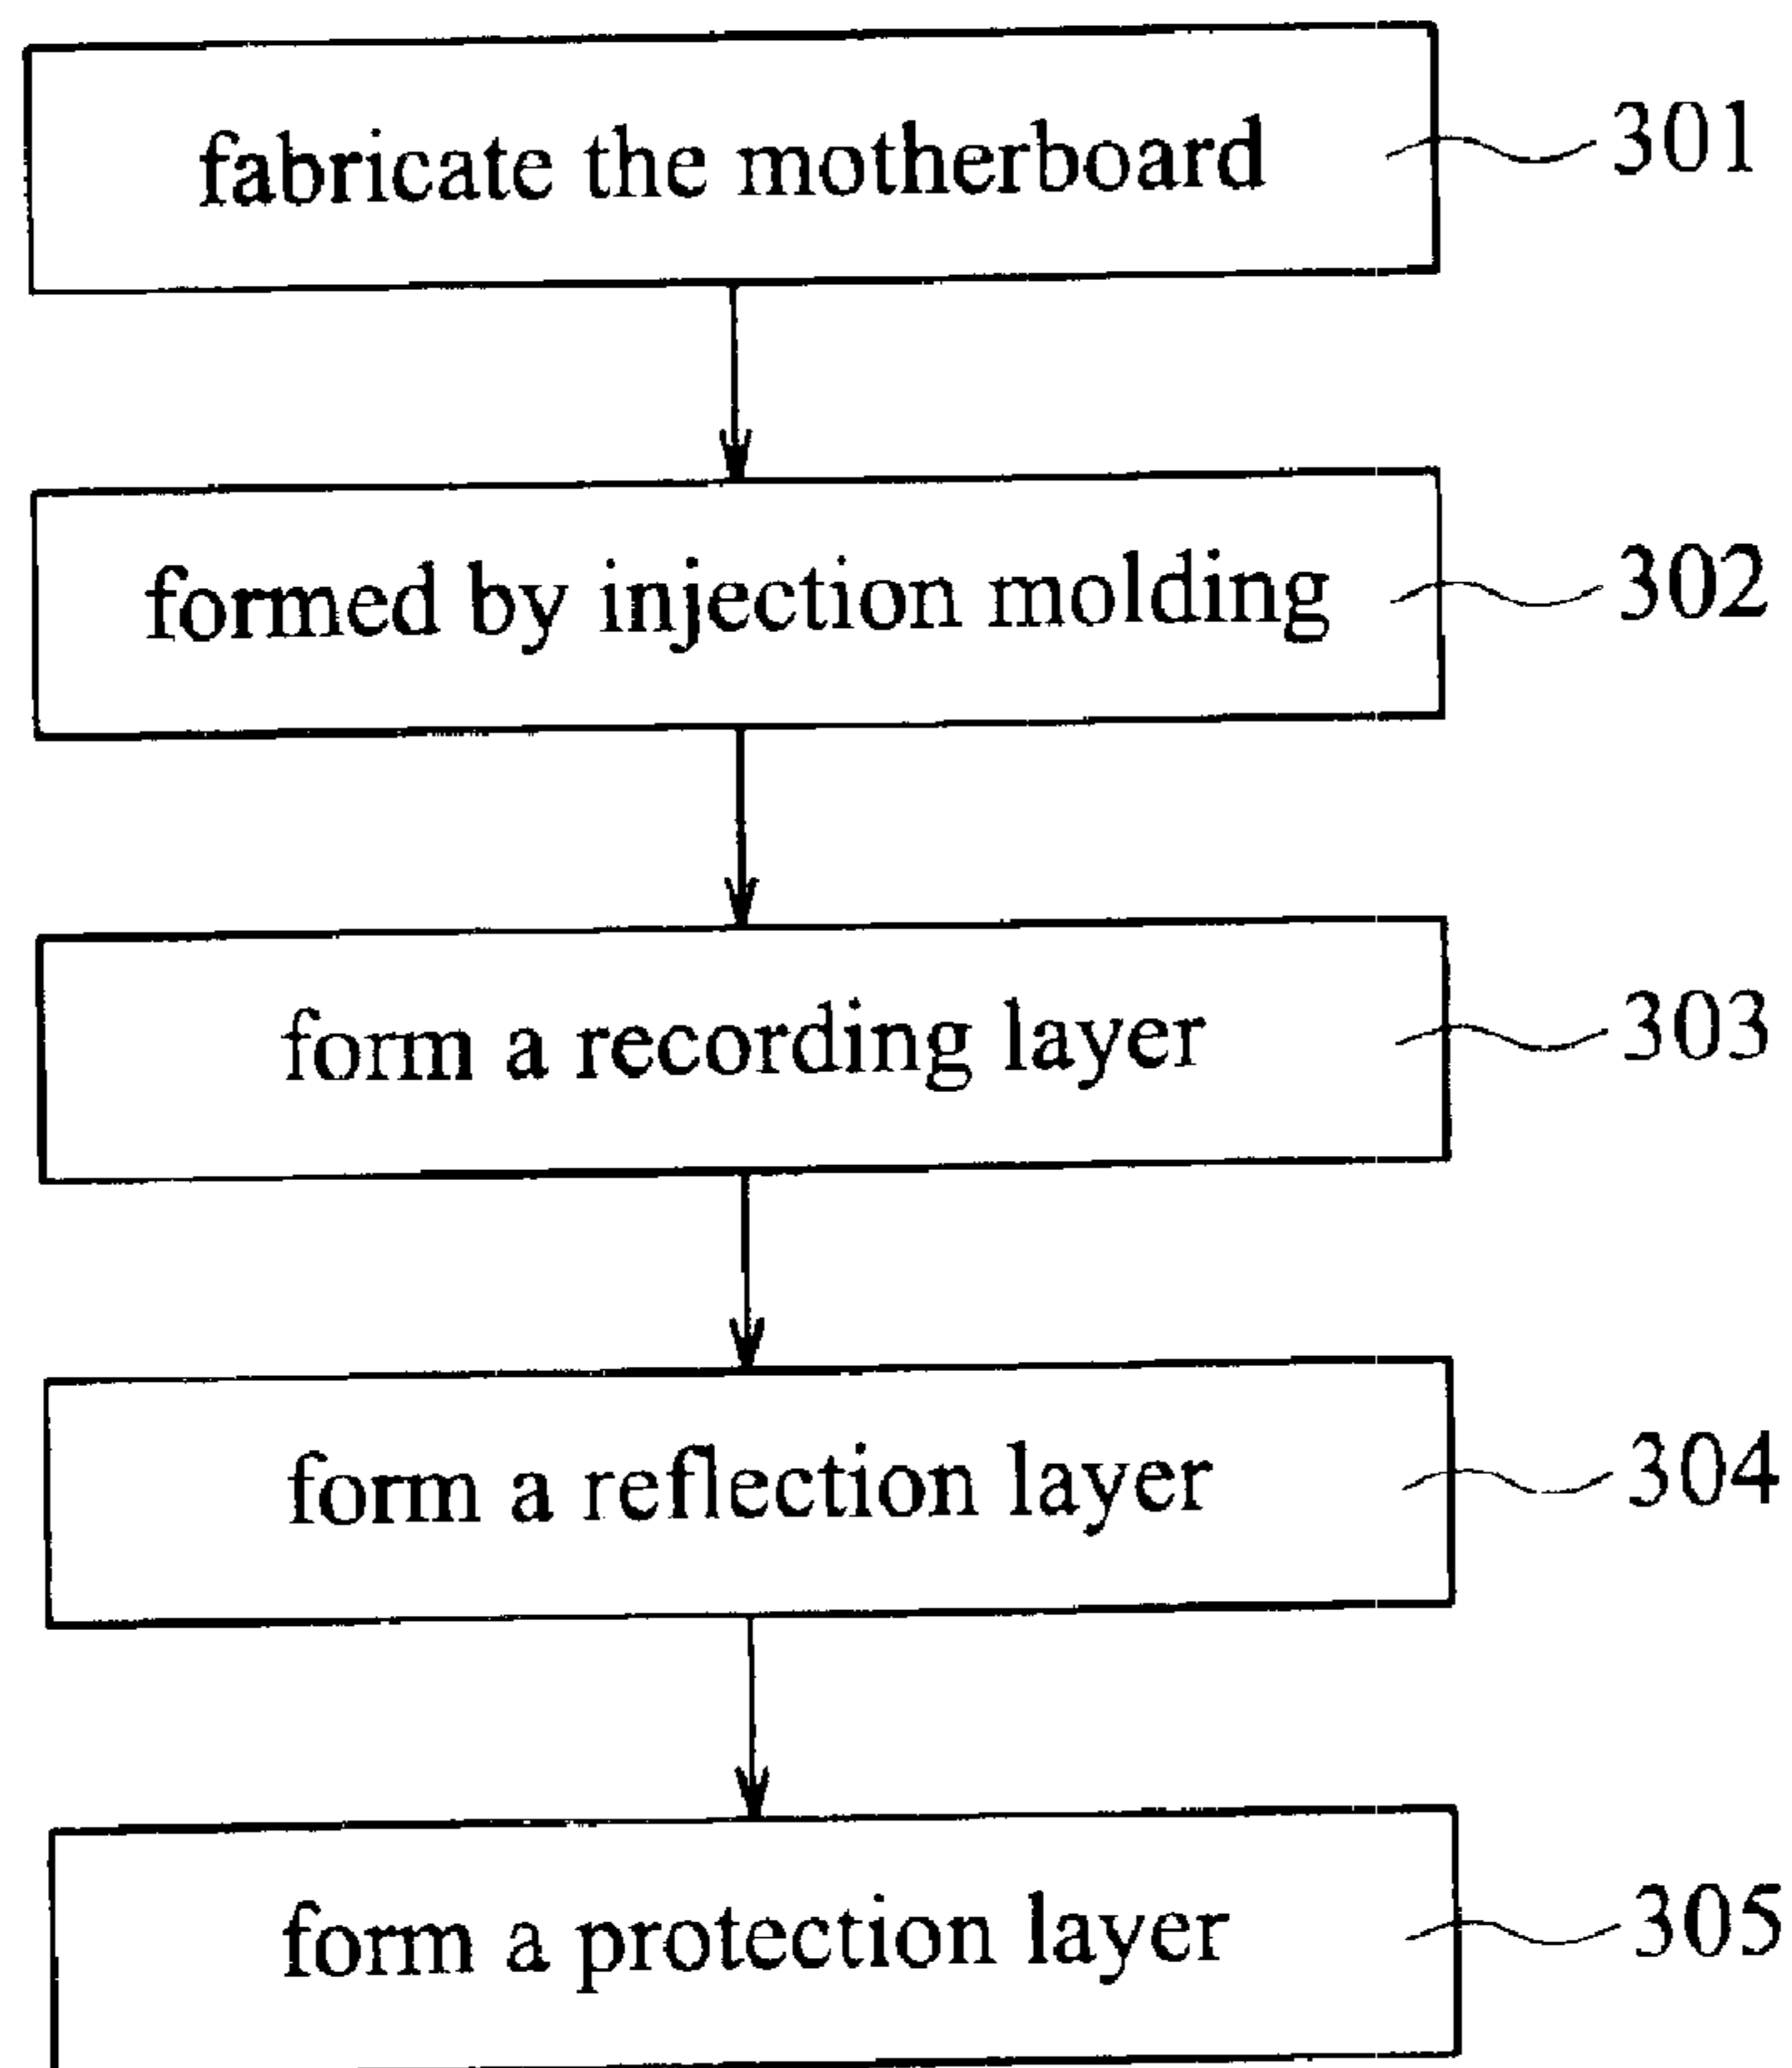 fabricate the motherboard 301
formed by injection molding 302
form a recording layer 303
form a reflection layer 304
form a protection layer 305